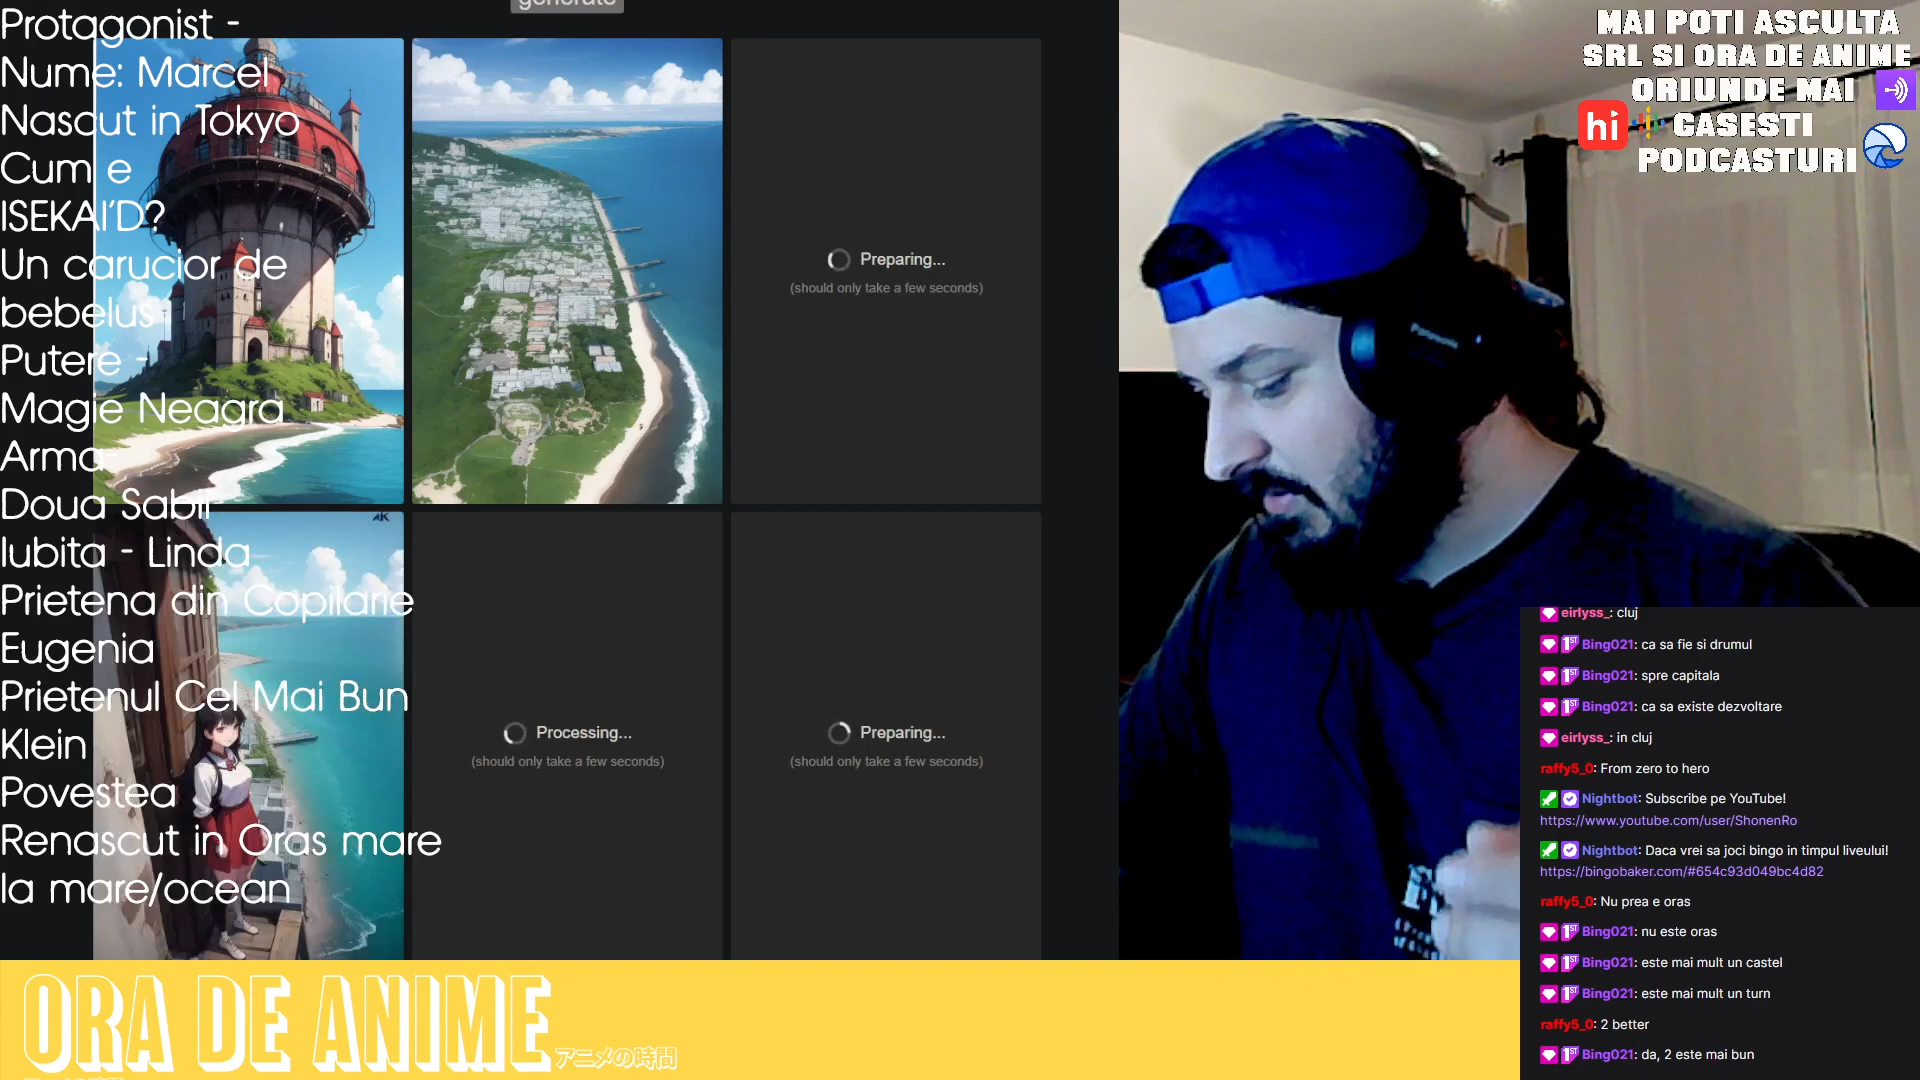 generate
Protagonist -
Nume: Marcel
Nascut in Tokyo
Cum e
ISEKAI'D?
Un carucior de
bebelus
Putere -
Magie Neagra
Arma-
Doua Sabii
Iubita - Linda
Prietena din Copilarie
Eugenia
Prietenul Cel Mai Bun
Klein
Povestea
Renascut in Oras mare
la mare/ocean
Preparing...
(should only take a few seconds)
Processing...
(should only take a few seconds)
Preparing...
(should only take a few seconds)
Panasonic
MAI POTI ASCULTA
SRL SI ORA DE ANIME
ORIUNDE MAI
hi GASESTI
PODCASTURI
eirlyss_: cluj
1ST Bing021: ca sa fie si drumul
1ST Bing021: spre capitala
1ST Bing021: ca sa existe dezvoltare
eirlyss_: in cluj
raffy5_0: From zero to hero
Nightbot: Subscribe pe YouTube!
https://www.youtube.com/user/ShonenRo
Nightbot: Daca vrei sa joci bingo in timpul liveului!
https://bingobaker.com/#654c93d049bc4d82
raffy5_0: Nu prea e oras
1ST Bing021: nu este oras
1ST Bing021: este mai mult un castel
1ST Bing021: este mai mult un turn
raffy5_0: 2 better
1ST Bing021: da, 2 este mai bun
ORA DE ANIME
アニメの時間